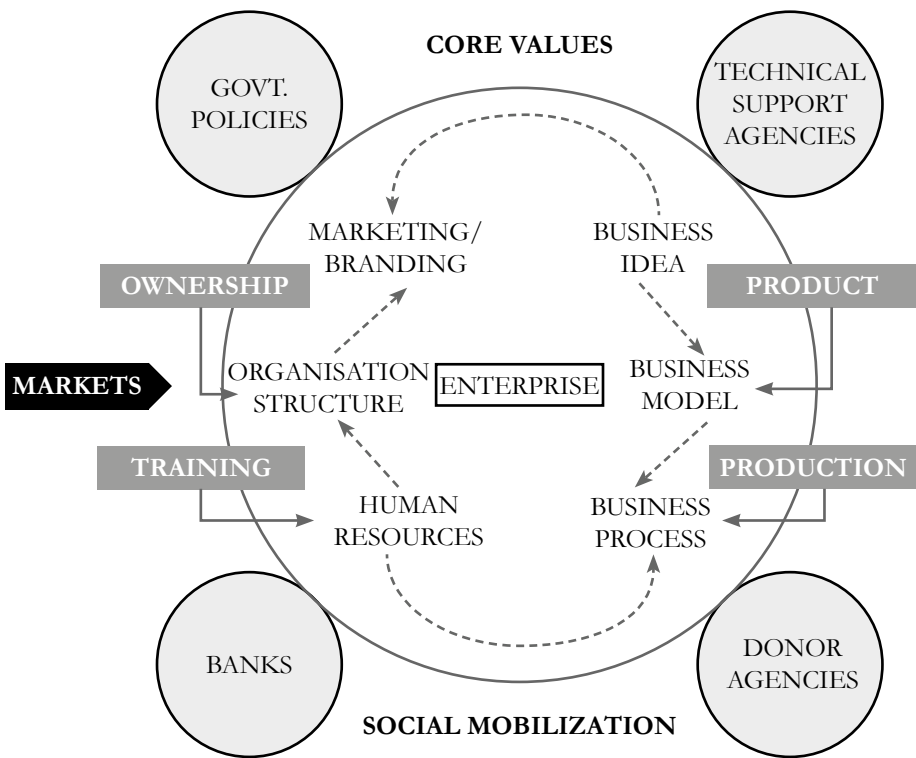 CORE VALUES
GOVT.
POLICIES
TECHNICAL
SUPPORT
AGENCIES
MARKETING/
BRANDING
BUSINESS
IDEA
OWNERSHIP
PRODUCT
MARKETS
ORGANISATION
STRUCTURE
ENTERPRISE
BUSINESS
MODEL
TRAINING
PRODUCTION
HUMAN
RESOURCES
BUSINESS
PROCESS
BANKS
DONOR
AGENCIES
SOCIAL MOBILIZATION